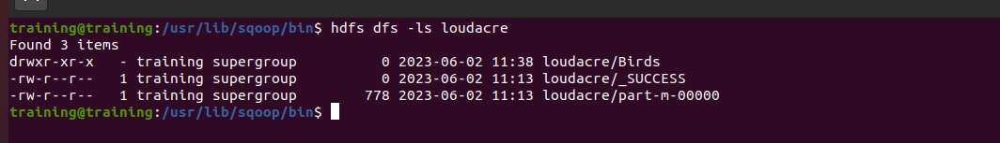 training@training:/usr/lib/sqoop/bin$ hdfs dfs -ls loudacre
Found 3 items
drwxr-xr-x   - training supergroup          0 2023-06-02 11:38 loudacre/Birds
-rw-r--r--   1 training supergroup          0 2023-06-02 11:13 loudacre/_SUCCESS
-rw-r--r--   1 training supergroup        778 2023-06-02 11:13 loudacre/part-m-00000
training@training:/usr/lib/sqoop/bin$